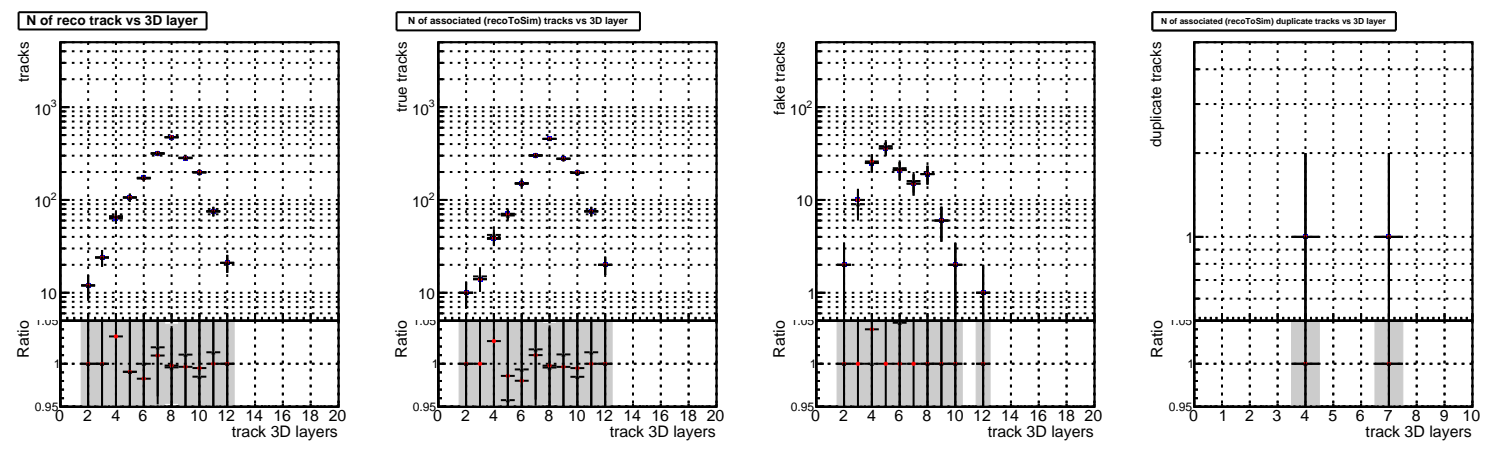 N of reco track vs 3D layer
tracks
10³
10²
10
1.05
Ratio
1
0.95
0 2 4 6 8 10 12 14 16 18 20
track 3D layers
N of associated (recoToSim) tracks vs 3D layer
true tracks
10³
10²
10
1.05
Ratio
1
0.95
0 2 4 6 8 10 12 14 16 18 20
track 3D layers
fake tracks
10²
10
1
1.05
Ratio
1
0.95
0 2 4 6 8 10 12 14 16 18 20
track 3D layers
N of associated (recoToSim) duplicate tracks vs 3D layer
duplicate tracks
1
1.05
Ratio
1
0.95
0 1 2 3 4 5 6 7 8 9 10
track 3D layers